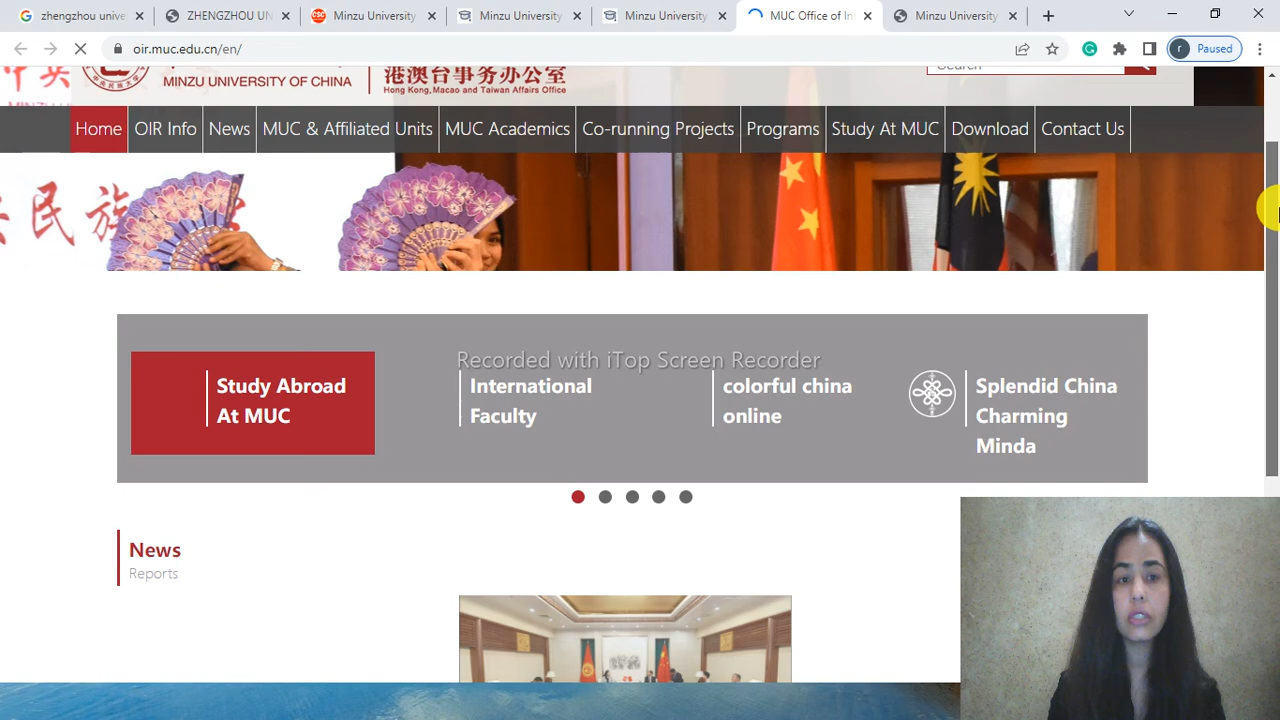 zhengzhou unive
ZHENGZHOU UN
Minzu University
Minzu University
Minzu University
MUC Office of In
Minzu University
oir.muc.edu.cn/en/
Paused
MINZU UNIVERSITY OF CHINA
港澳台事务办公室
Hong Kong,Macao and Taiwan Affairs Office
Search
Home
OIR Info
News
MUC & Affiliated Units
MUC Academics
Co-running Projects
Programs
Study At MUC
Download
Contact Us
Recorded with iTop Screen Recorder
Study Abroad
At MUC
International
Faculty
colorful china
online
Splendid China
Charming
Minda
News
Reports